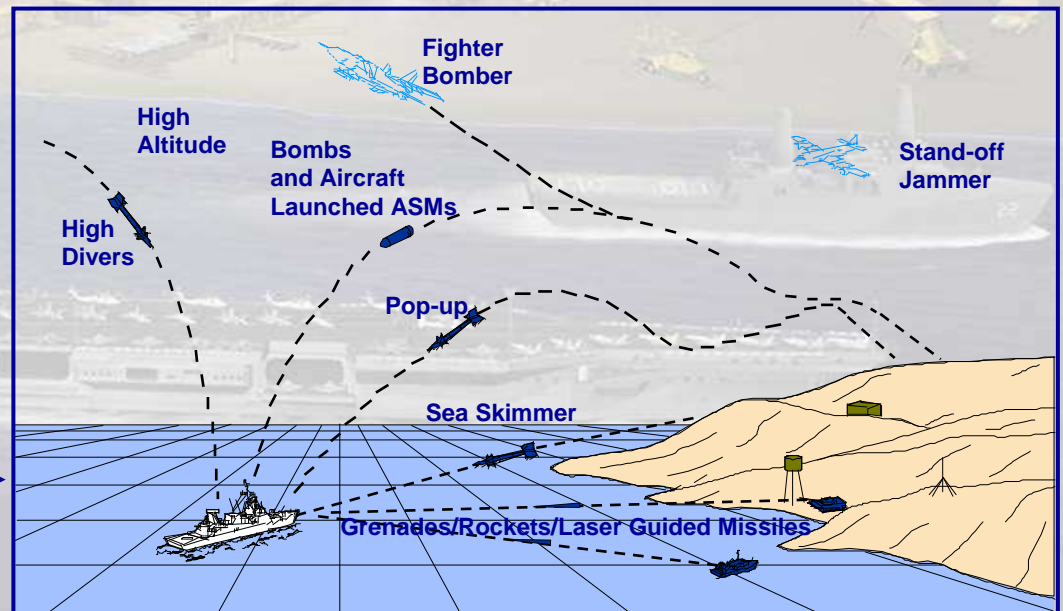 Fighter
Bomber
High
Altitude
Bombs
and Aircraft
Launched ASMs
Stand-off
Jammer
High
Divers
Pop-up
Sea Skimmer
Grenades/Rockets/Laser Guided Missiles
22